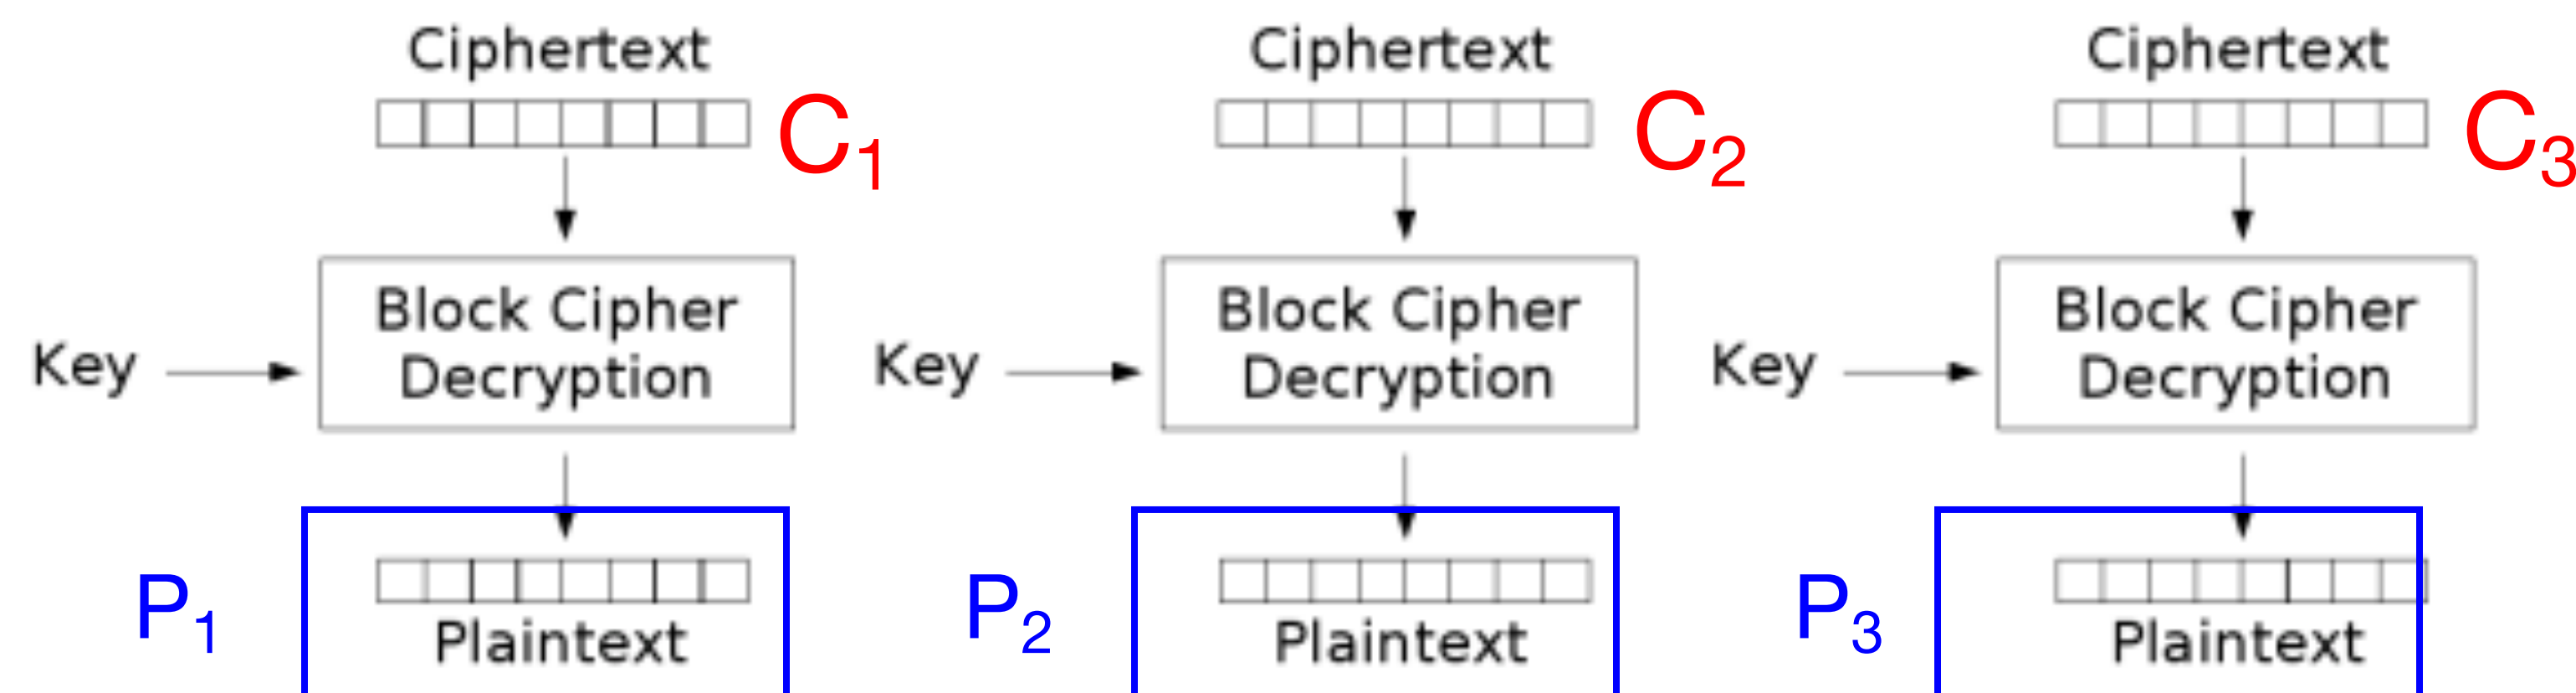 Ciphertext Ciphertext Ciphertext
C1 C2 C3
Block Cipher Block Cipher Block Cipher
Key Decryption Key Decryption Key Decryption
P1 P2 P3
Plaintext Plaintext Plaintext